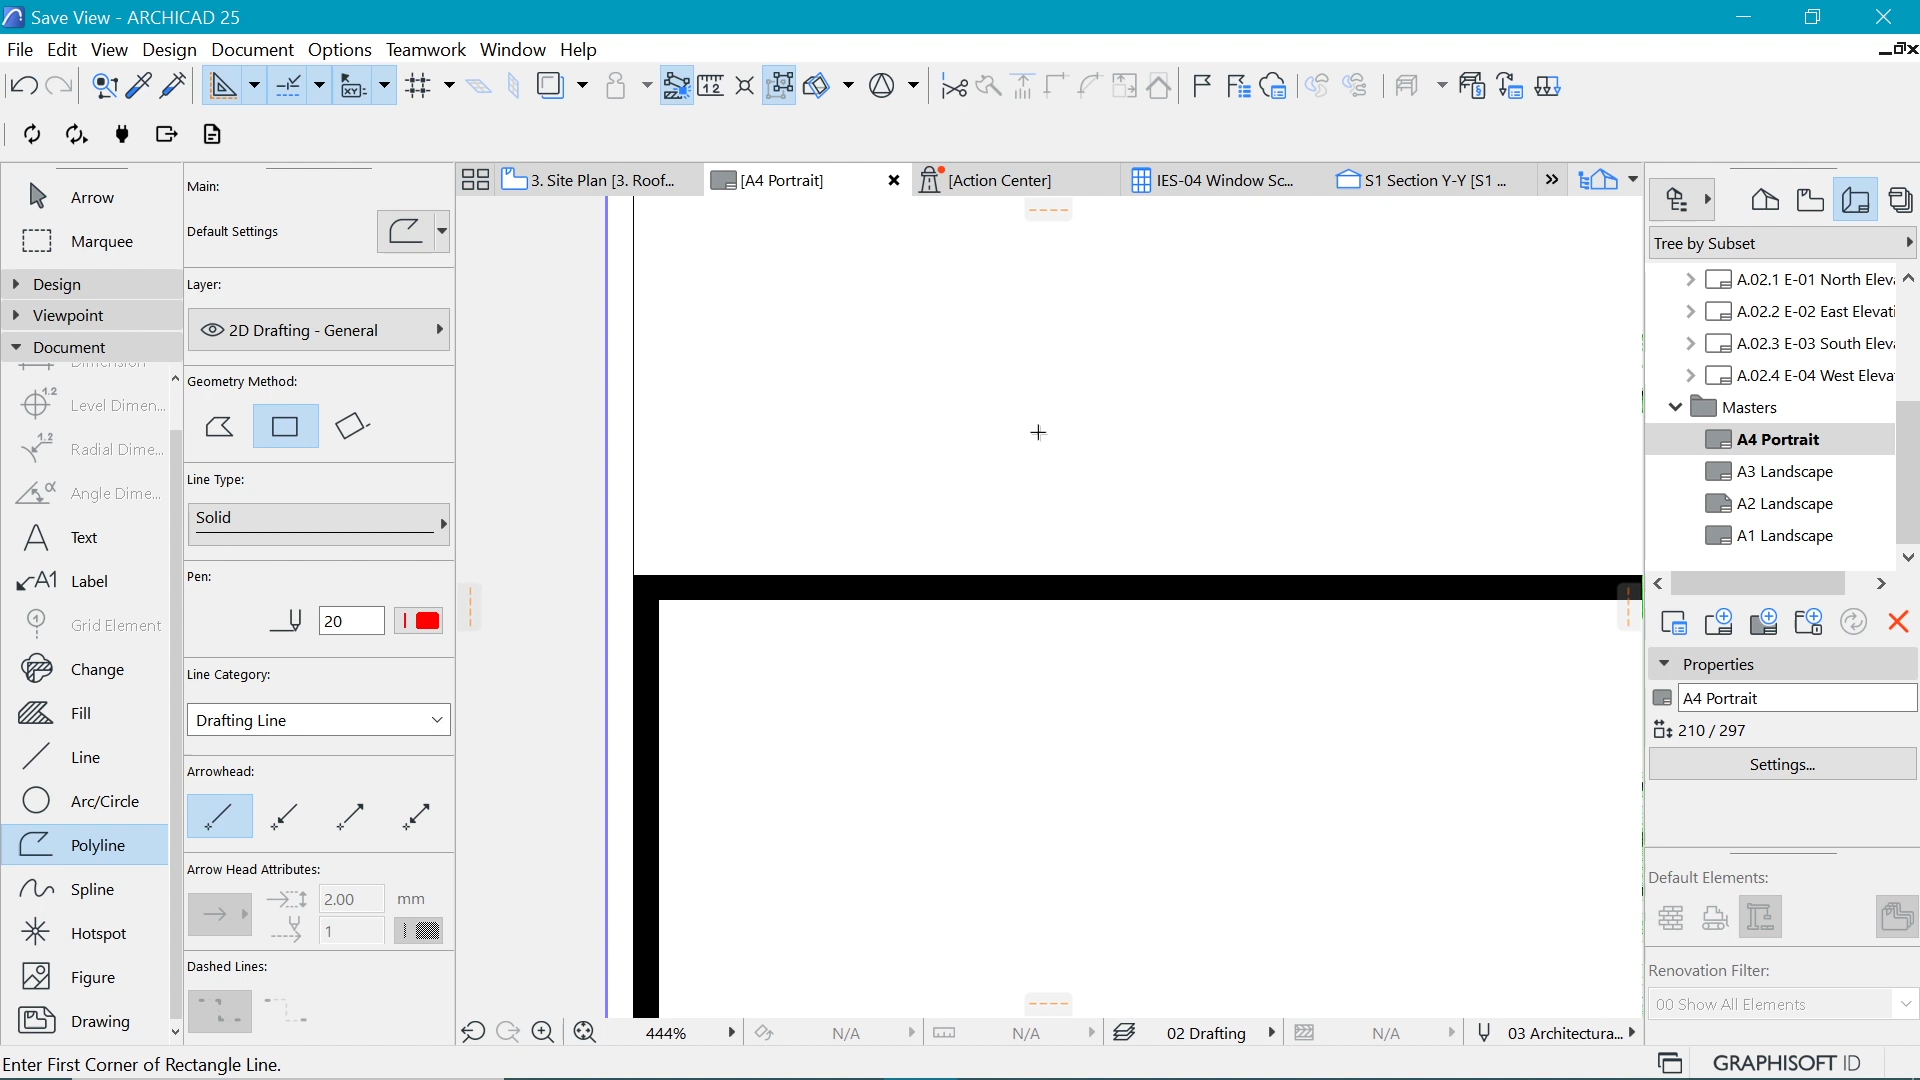 Save View - ARCHICAD 25
File Edit View Design Document Options Teamwork Window Help
3. Site Plan [3. Roof...
[A4 Portrait]
[Action Center]
IES-04 Window Sc...
S1 Section Y-Y [S1 ...
Arrow
Marquee
Design
Viewpoint
Document
Dimension
Level Dimen...
Radial Dime...
Angle Dime...
Text
Label
Grid Element
Change
Fill
Line
Arc/Circle
Polyline
Spline
Hotspot
Figure
Drawing
Main:
Default Settings
Layer:
2D Drafting - General
Geometry Method:
Line Type:
Solid
Pen:
20
Line Category:
Drafting Line
Arrowhead:
Arrow Head Attributes:
2.00 mm
1
Dashed Lines:
Tree by Subset
A.02.1 E-01 North Elev
A.02.2 E-02 East Elevati
A.02.3 E-03 South Elev
A.02.4 E-04 West Eleva
Masters
A4 Portrait
A3 Landscape
A2 Landscape
A1 Landscape
Properties
A4 Portrait
210 / 297
Settings...
Default Elements:
Renovation Filter:
00 Show All Elements
444%
N/A
N/A
02 Drafting
N/A
03 Architectura...
Enter First Corner of Rectangle Line.
GRAPHISOFT ID